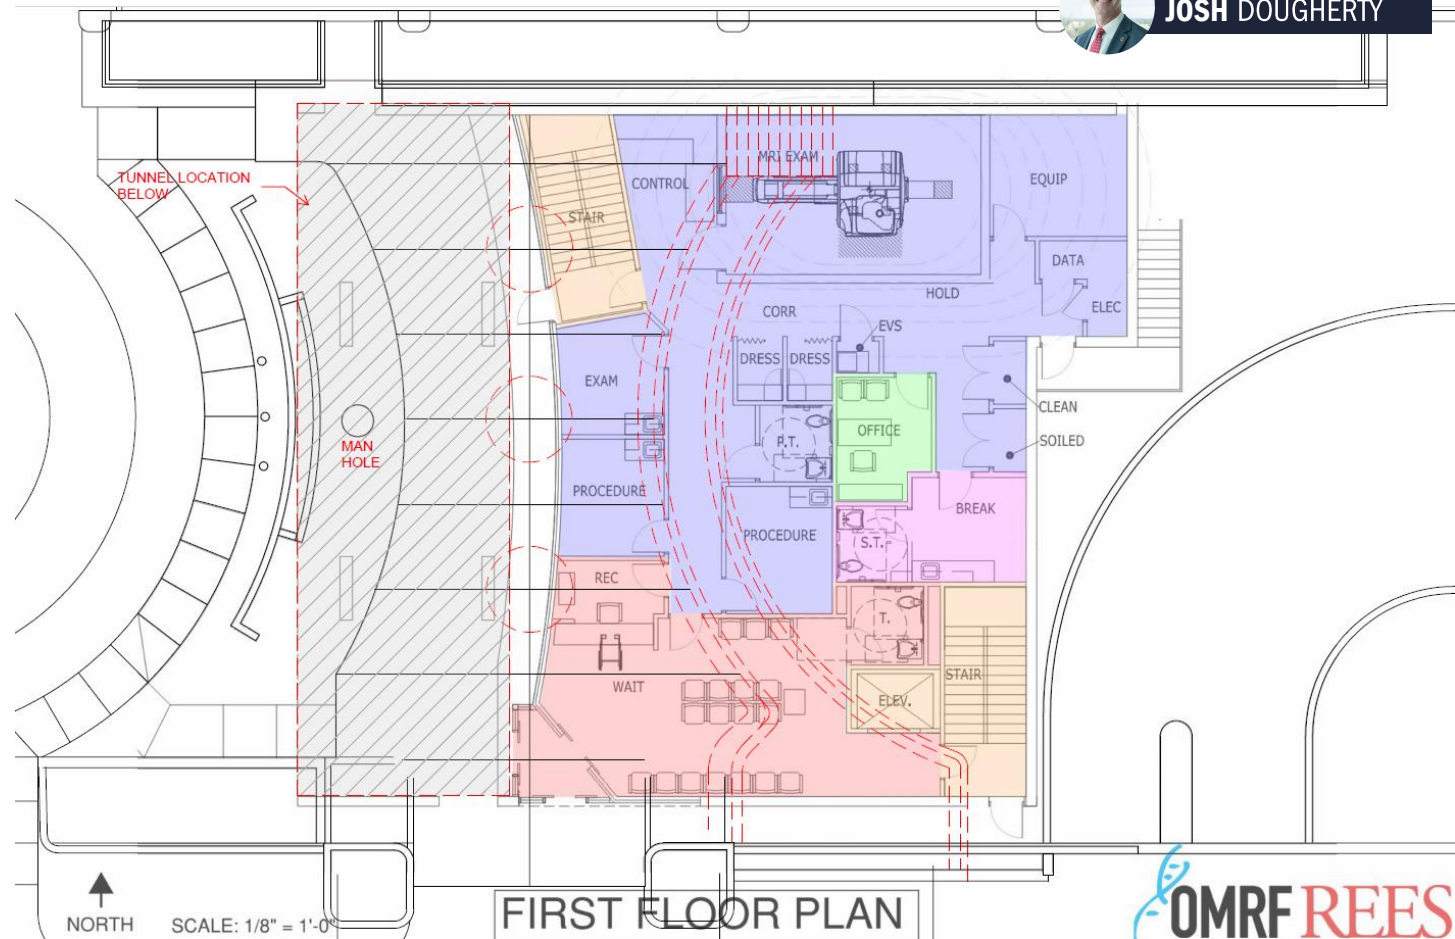 JOSH DOUGHERTY
TUNNEL LOCATION
BELOW
MRI EXAM
CONTROL
EQUIP
STAIR
DATA
HOLD
ELEC
CORR
EVS
DRESS
DRESS
EXAM
CLEAN
OFFICE
SOILED
P.T.
MAN
HOLE
PROCEDURE
BREAK
PROCEDURE
S.T.
REC
T.
WAIT
STAIR
ELEV.
NORTH
SCALE: 1/8" = 1'-0"
FIRST FLOOR PLAN
OMRF REES